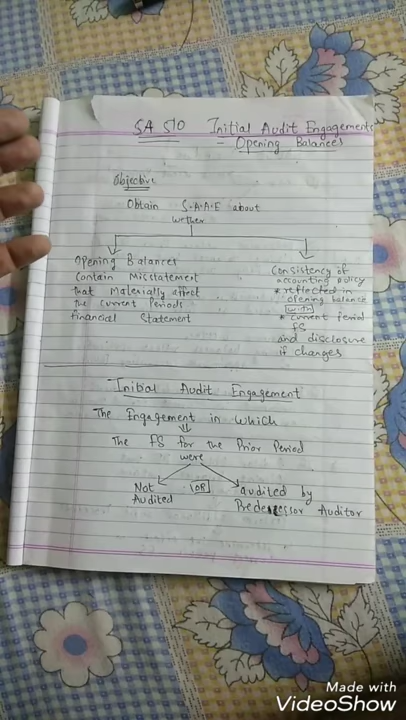 SA 510 Initial Audit Engagements
- Opening Balances
Objective
Obtain S.A.A.E about
wether
Opening Balances
Contain Misstatement
that Materially affect
the current Periods
financial Statement
Consistency of
accounting policy
reflected in
opening balance
with
current period
FS
and disclosure
if changes
Initial Audit Engagement
The Engagement in which
The FS for the Prior Period
were
Not
Audited
OR
audited by
Predecessor Auditor
Made with
VideoShow